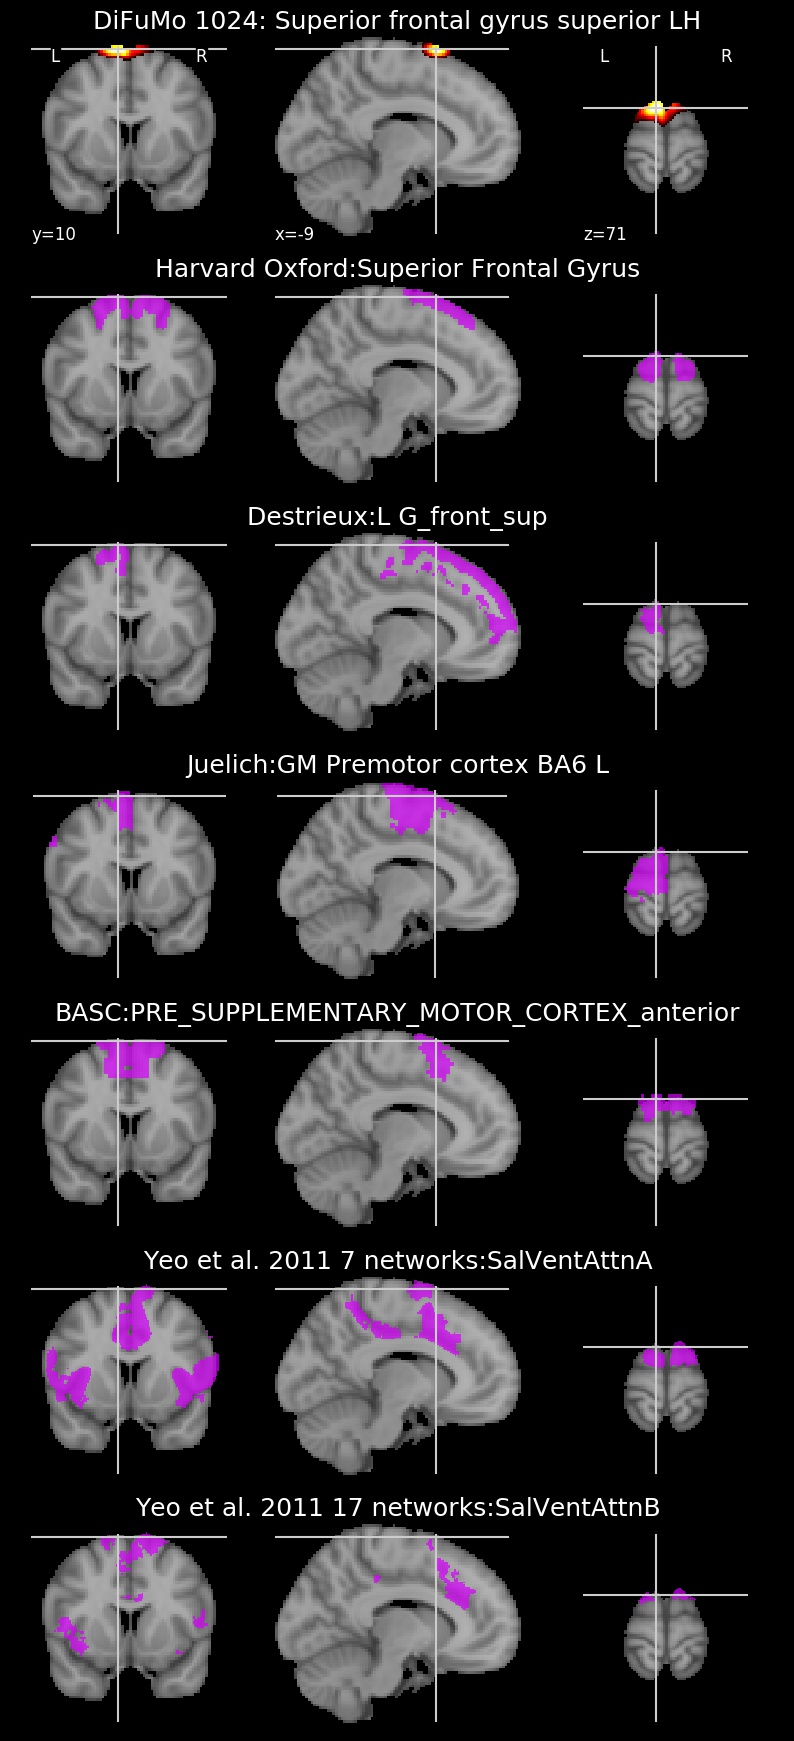 DiFuMo 1024: Superior frontal gyrus superior LH
L R
L R
y=10 x=-9 z=71
Harvard Oxford:Superior Frontal Gyrus
Destrieux:L G_front_sup
Juelich:GM Premotor cortex BA6 L
BASC:PRE_SUPPLEMENTARY_MOTOR_CORTEX_anterior
Yeo et al. 2011 7 networks:SalVentAttnA
Yeo et al. 2011 17 networks:SalVentAttnB